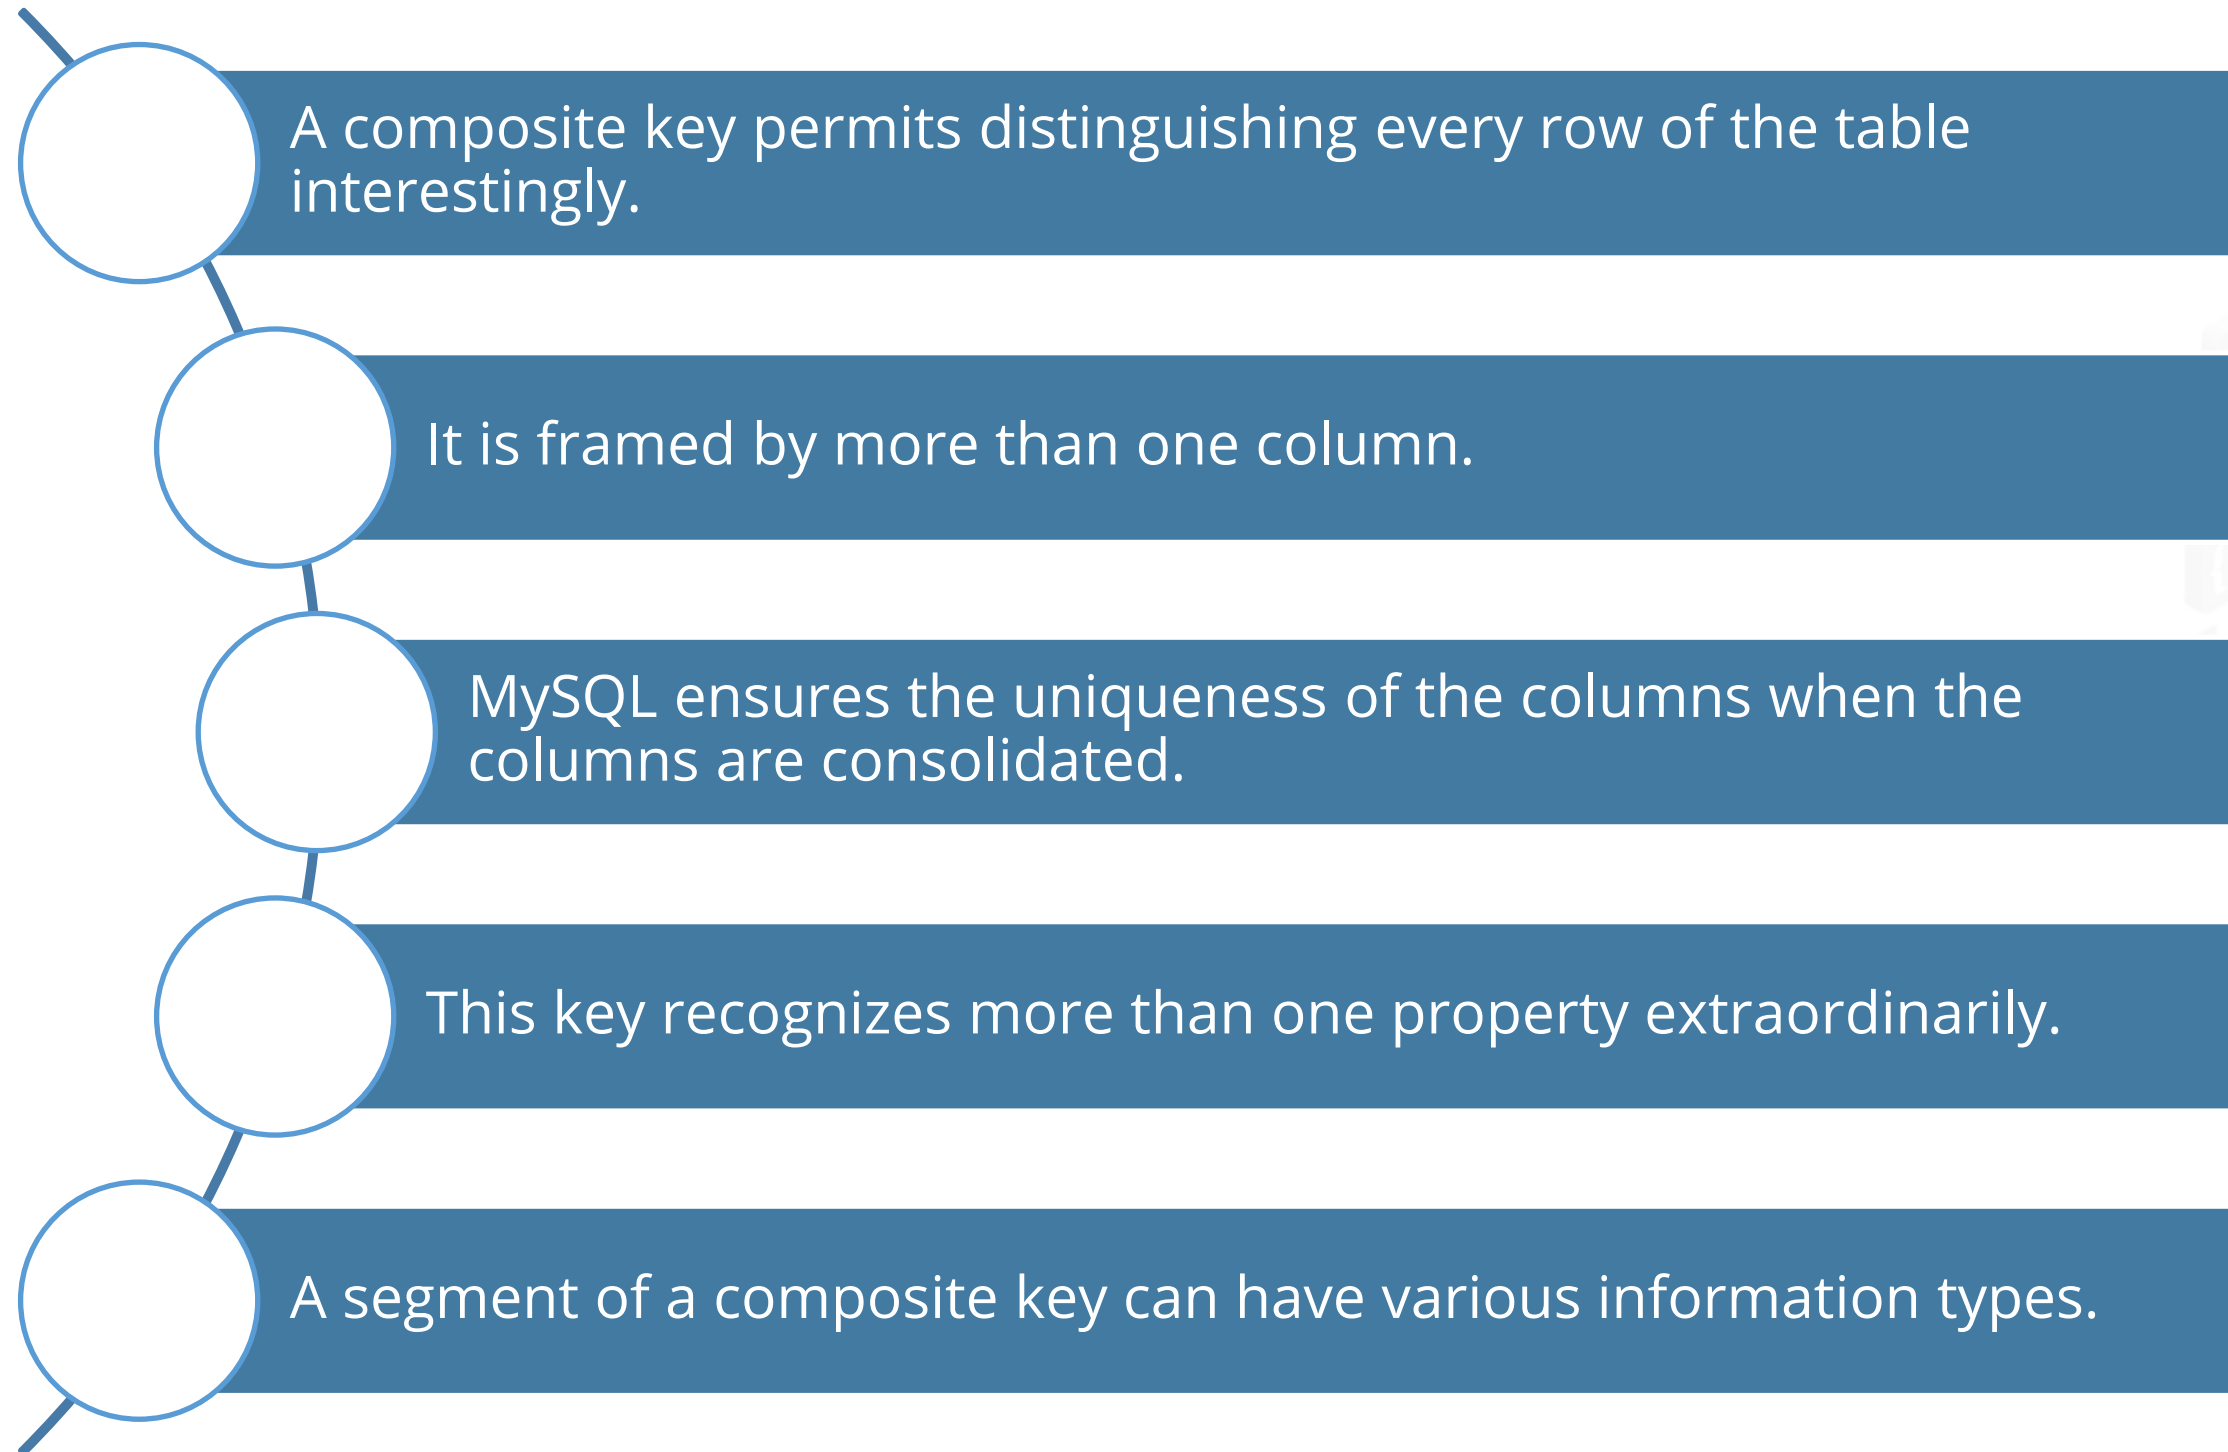 A composite key permits distinguishing every row of the table
interestingly.
It is framed by more than one column.
MySQL ensures the uniqueness of the columns when the
columns are consolidated.
This key recognizes more than one property extraordinarily.
A segment of a composite key can have various information types.